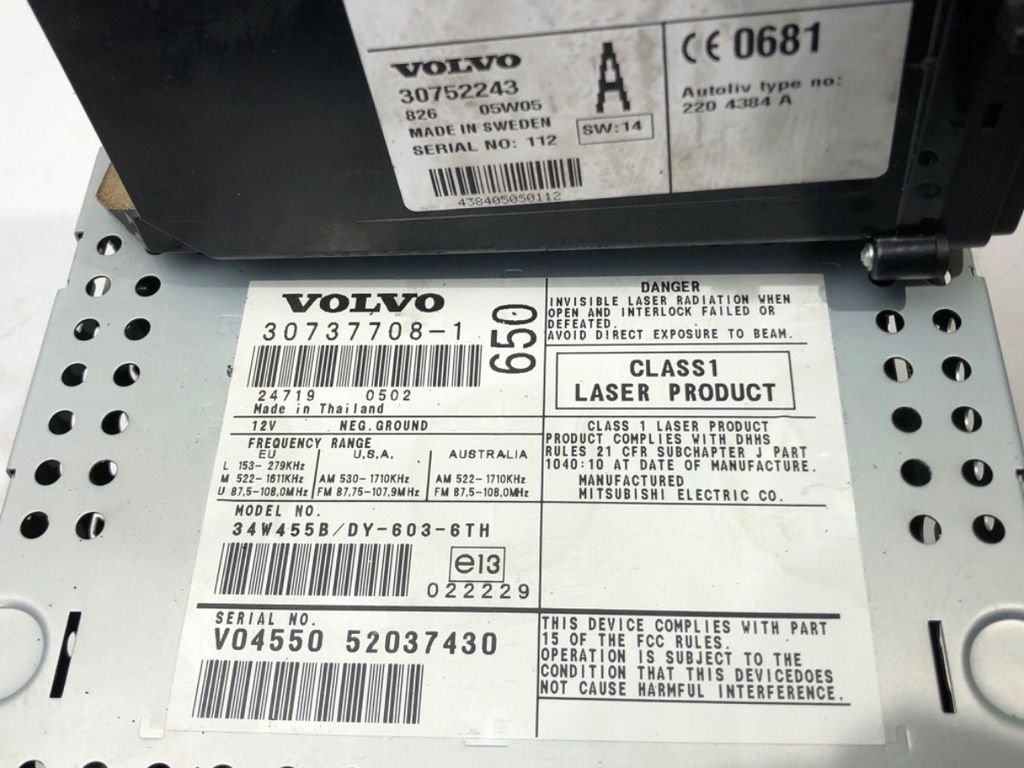 VOLVO
30752243
826 05W05
MADE IN SWEDEN
SERIAL NO: 112
A
SW:14
438405050112
CE 0681
Autoliv type no:
220 4384 A
VOLVO
30737708-1
650
24719 0502
Made in Thailand
12V NEG.GROUND
FREQUENCY RANGE
EU U.S.A. AUSTRALIA
L 153-279KHz
M 522-1611KHz AM 530-1710KHz AM 522-1710KHz
U 87,5-108,0MHz FM 87,75-107,9MHz FM 87,5-108,0MHz
MODEL NO.
34W455B/DY-603-6TH
e13
022229
SERIAL NO.
V04550 52037430
DANGER
INVISIBLE LASER RADIATION WHEN
OPEN AND INTERLOCK FAILED OR
DEFEATED.
AVOID DIRECT EXPOSURE TO BEAM.
CLASS1
LASER PRODUCT
CLASS 1 LASER PRODUCT
PRODUCT COMPLIES WITH DHHS
RULES 21 CFR SUBCHAPTER J PART
1040:10 AT DATE OF MANUFACTURE.
MANUFACTURED
MITSUBISHI ELECTRIC CO.
THIS DEVICE COMPLIES WITH PART
15 OF THE FCC RULES.
OPERATION IS SUBJECT TO THE
CONDITION THAT THIS DEVICEDOES
NOT CAUSE HARMFUL INTERFERENCE.